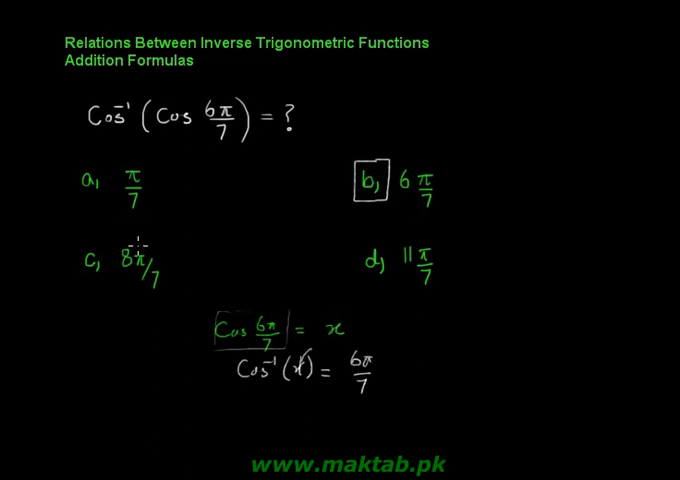 Relations Between Inverse Trigonometric Functions
Addition Formulas
Cos⁻¹ (Cos 6π/7) = ?
a, π/7
b, 6π/7
c, 8π/7
d, 11π/7
Cos 6π/7 = x
Cos⁻¹ (x) = 6π/7
www.maktab.pk